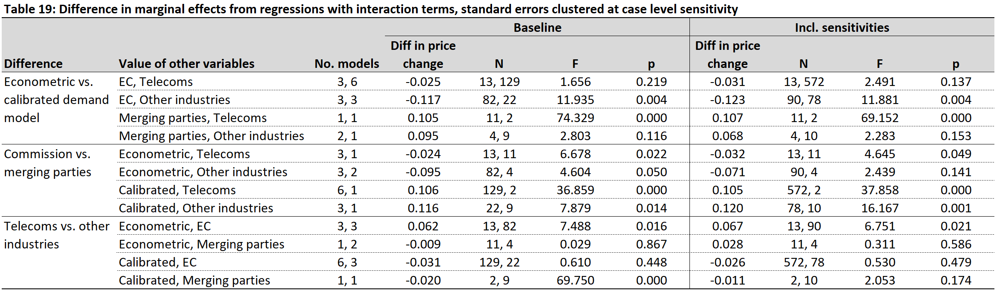 Table 19: Difference in marginal effects from regressions with interaction terms, standard errors clustered at case level sensitivity
Baseline Incl. sensitivities
Diff in price Diff in price
Difference Value of other variables No. models change N F p change N F p
Econometric vs. EC, Telecoms 3, 6 -0.025 13, 129 1.656 0.219 -0.031 13, 572 2.491 0.137
calibrated demand EC, Other industries 3, 3 -0.117 82, 22 11.935 0.004 -0.123 90, 78 11.881 0.004
model Merging parties, Telecoms 1, 1 0.105 11, 2 74.329 0.000 0.107 11, 2 69.152 0.000
Merging parties, Other industries 2, 1 0.095 4, 9 2.803 0.116 0.068 4, 10 2.283 0.153
Commission vs. Econometric, Telecoms 3, 1 -0.024 13, 11 6.678 0.022 -0.032 13, 11 4.645 0.049
merging parties Econometric, Other industries 3, 2 -0.095 82, 4 4.604 0.050 -0.071 90, 4 2.439 0.141
Calibrated, Telecoms 6, 1 0.106 129, 2 36.859 0.000 0.105 572, 2 37.858 0.000
Calibrated, Other industries 3, 1 0.116 22, 9 7.879 0.014 0.120 78, 10 16.167 0.001
Telecoms vs. other Econometric, EC 3, 3 0.062 13, 82 7.488 0.016 0.067 13, 90 6.751 0.021
industries Econometric, Merging parties 1, 2 -0.009 11, 4 0.029 0.867 0.028 11, 4 0.311 0.586
Calibrated, EC 6, 3 -0.031 129, 22 0.610 0.448 -0.026 572, 78 0.530 0.479
Calibrated, Merging parties 1, 1 -0.020 2, 9 69.750 0.000 -0.011 2, 10 2.053 0.174